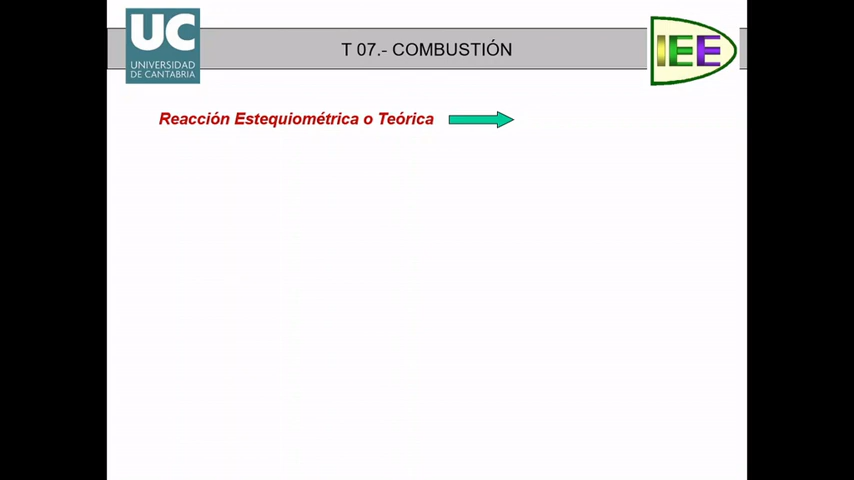 UC
UNIVERSIDAD
DE CANTABRIA
T 07.- COMBUSTIÓN
IEE
Reacción Estequiométrica o Teórica